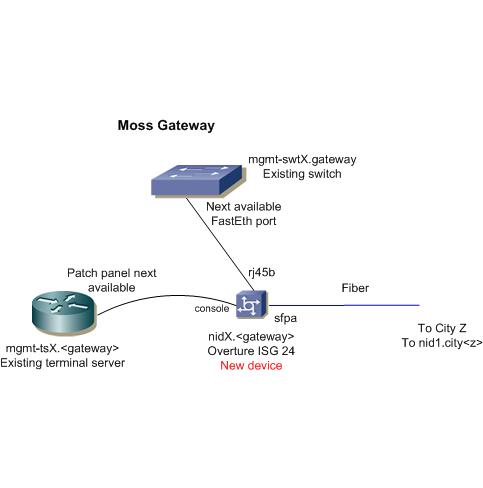 Moss Gateway
mgmt-swtX.gateway
Existing switch
Next available
FastEth port
Patch panel next
available
rj45b
Fiber
console
sfpa
To City Z
To nid1.city<z>
nidX.<gateway>
Overture ISG 24
New device
mgmt-tsX.<gateway>
Existing terminal server